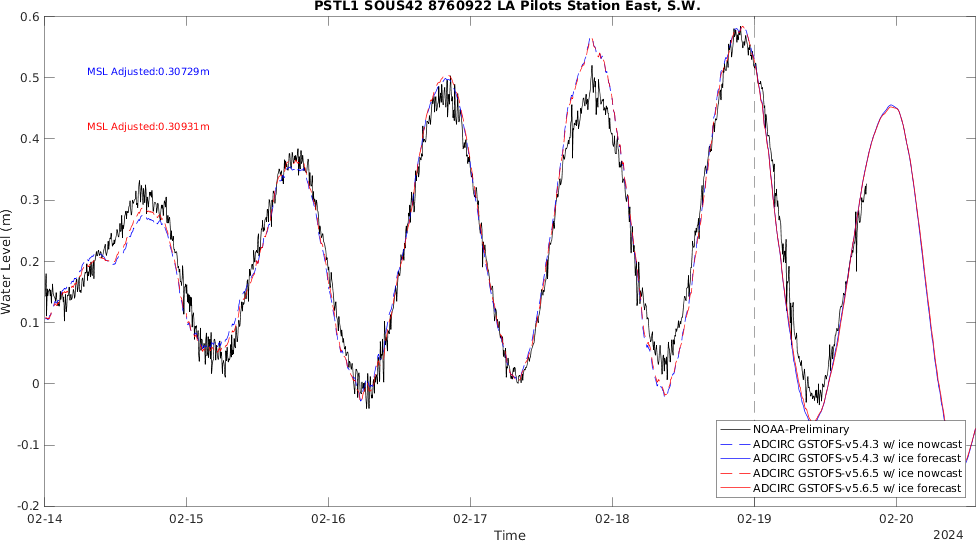 PSTL1 SOUS42 8760922 LA Pilots Station East, S.W.
0.6
0.5
0.4
0.3
0.2
0.1
0
-0.1
-0.2
Water Level (m)
MSL Adjusted:0.30729m
MSL Adjusted:0.30931m
NOAA-Preliminary
ADCIRC GSTOFS-v5.4.3 w/ ice nowcast
ADCIRC GSTOFS-v5.4.3 w/ ice forecast
ADCIRC GSTOFS-v5.6.5 w/ ice nowcast
ADCIRC GSTOFS-v5.6.5 w/ ice forecast
02-14 02-15 02-16 02-17 02-18 02-19 02-20
Time
2024